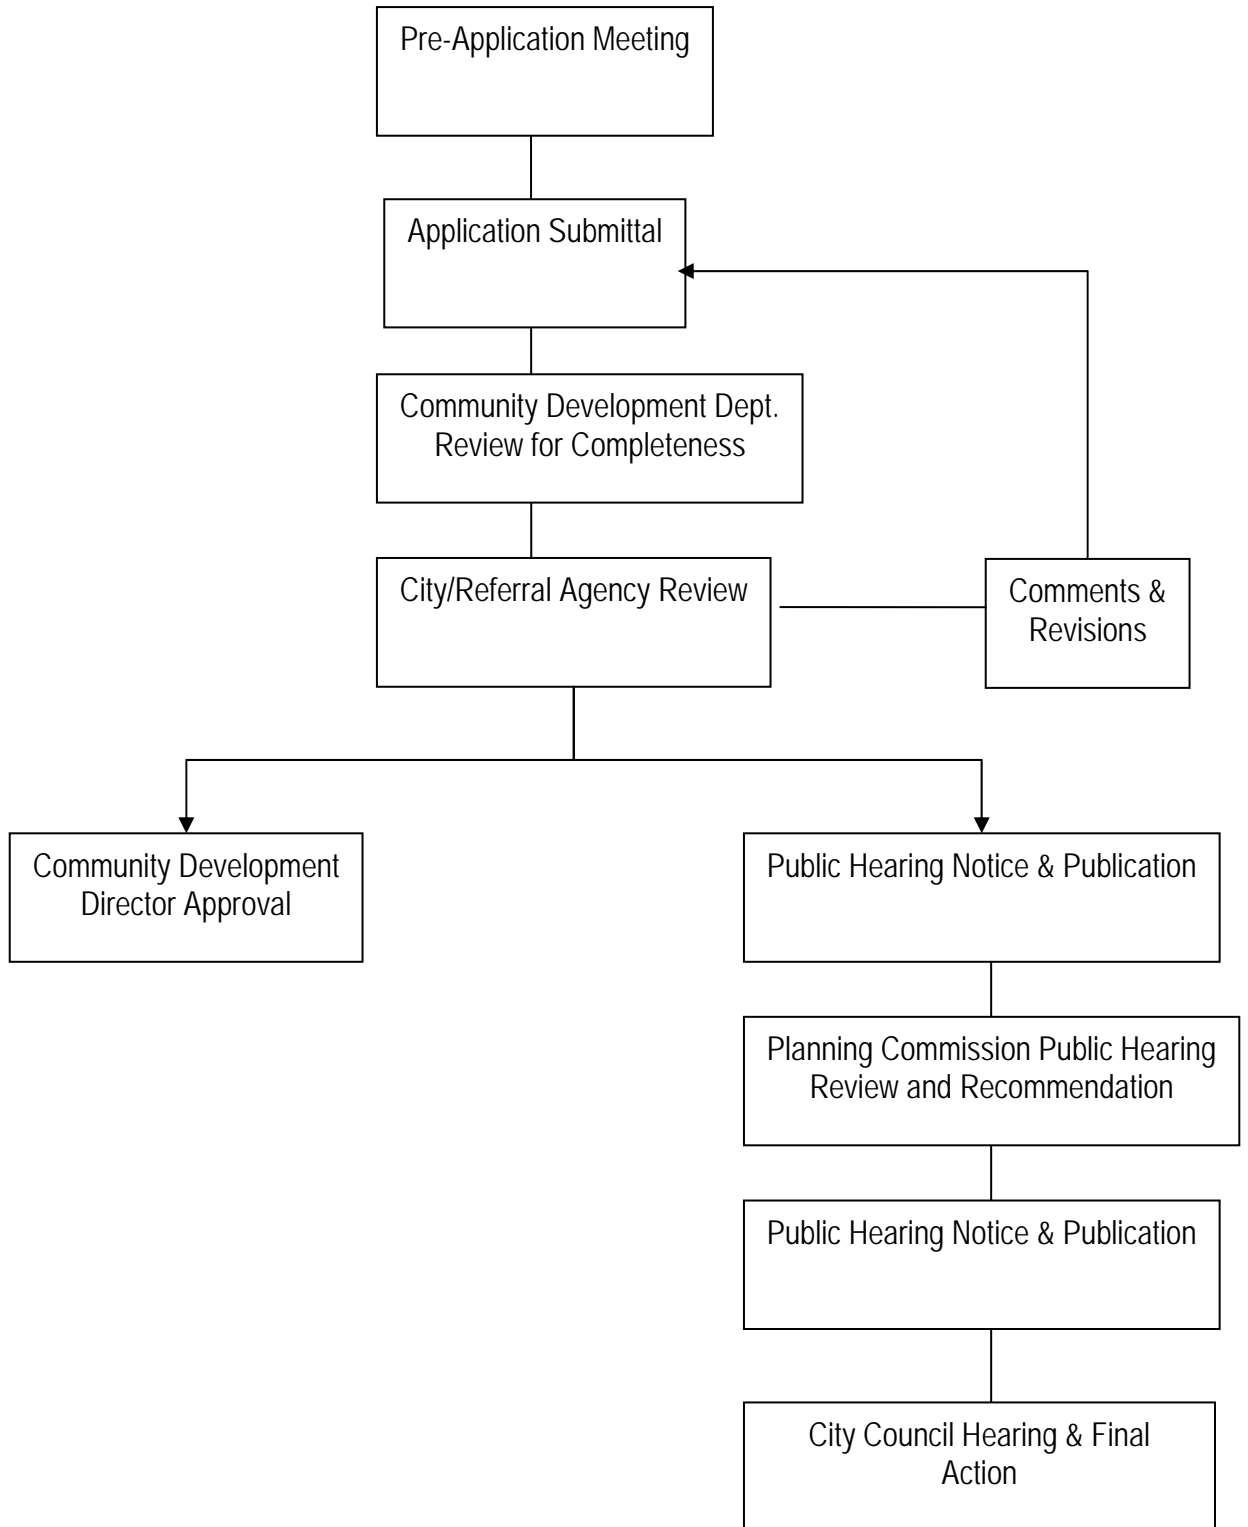 Pre-Application Meeting
Application Submittal
Community Development Dept.
Review for Completeness
City/Referral Agency Review
Comments &
Revisions
Community Development
Director Approval
Public Hearing Notice & Publication
Planning Commission Public Hearing
Review and Recommendation
Public Hearing Notice & Publication
City Council Hearing & Final
Action